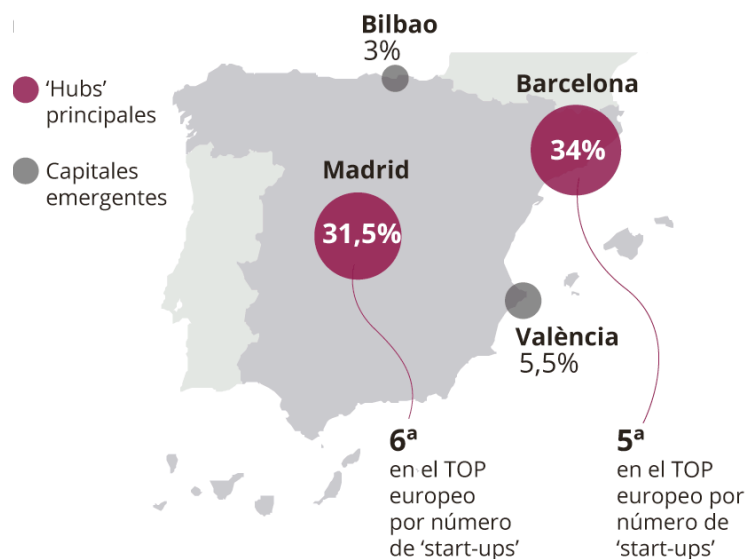 Bilbao
3%
'Hubs'
principales
Barcelona
34%
Capitales
emergentes
Madrid
31,5%
València
5,5%
6ª
en el TOP
europeo
por número
de 'start-ups'
5ª
en el TOP
europeo por
número de
'start-ups'